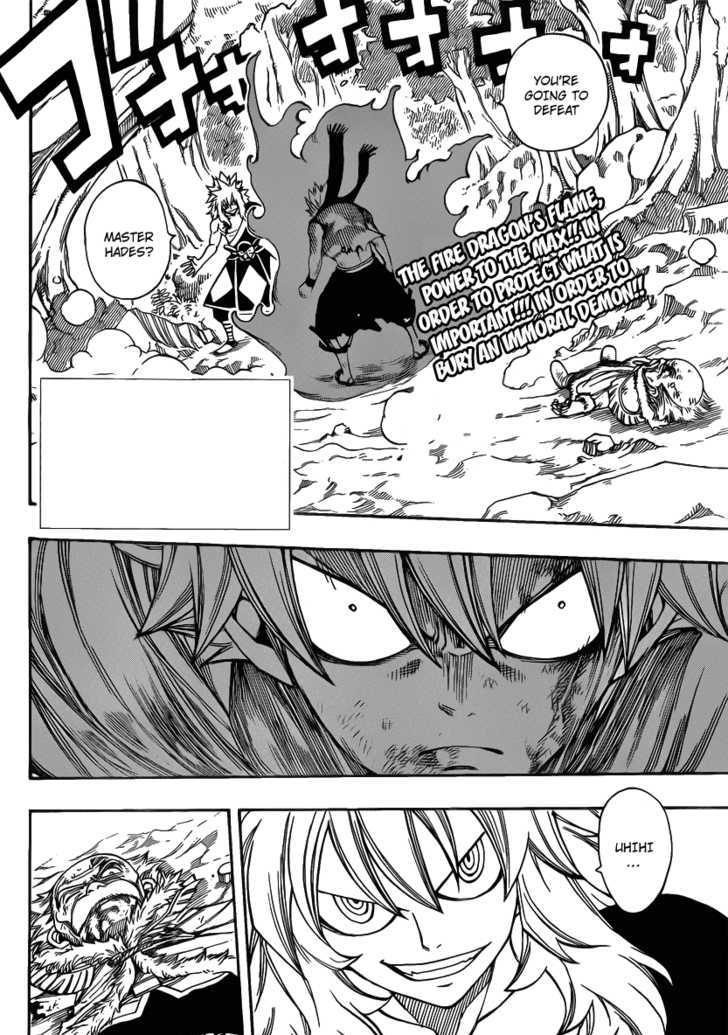 ゴォォォォォォ
YOU'RE
GOING TO
DEFEAT
MASTER
HADES?
THE FIRE DRAGON'S FLAME,
POWER TO THE MAX!! IN
ORDER TO PROTECT WHAT IS
IMPORTANT!!! IN ORDER TO
BURY AN IMMORAL DEMON!!
UHIHI
...